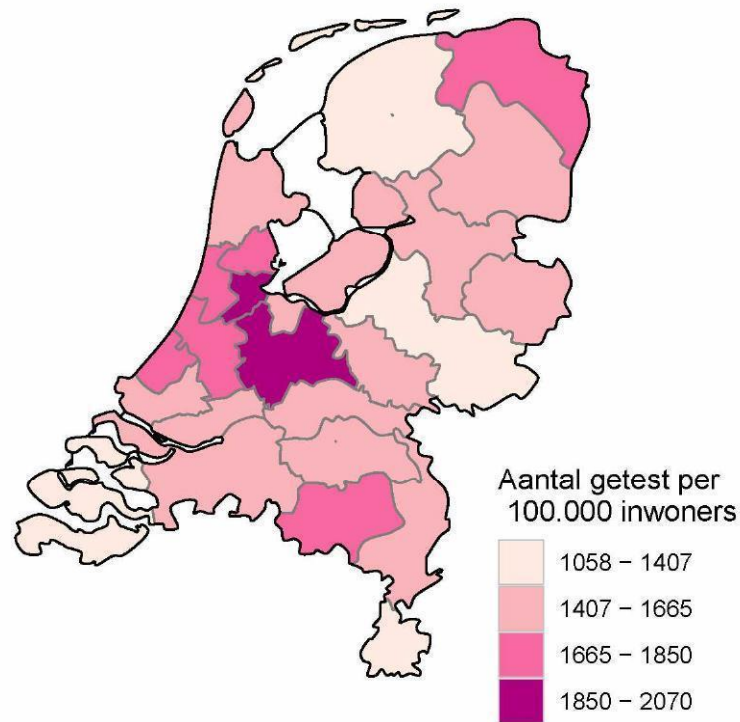 Aantal getest per
100.000 inwoners
1058 − 1407
1407 − 1665
1665 − 1850
1850 − 2070